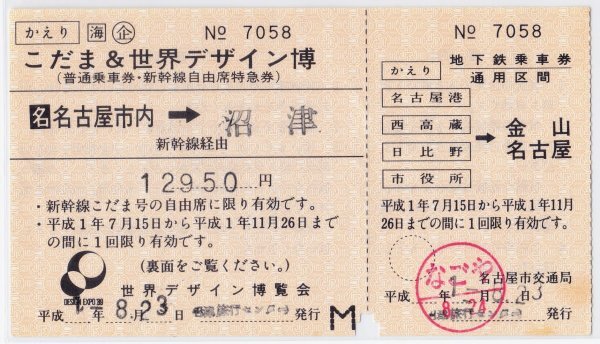 かえり 海 企 № 7058
こだま&世界デザイン博
(普通乗車券・新幹線自由席特急券)
名 名古屋市内 → 沼津
新幹線経由
12950円
・新幹線こだま号の自由席に限り有効です。
・平成1年7月15日から平成1年11月26日まで
の間に1回限り有効です。
(裏面をご覧ください。)
DESIGN EXPO '89
世界デザイン博覧会
平成 1年 8月23日 発行
M
№ 7058
地下鉄乗車券
かえり 通用区間
名古屋港
西高蔵
日比野
市役所
→ 金山
名古屋
平成1年7月15日から平成1年11月
26日までの間に1回限り有効です。
名古屋市交通局
平成 年 月 日
23
発行
なごや
8.24